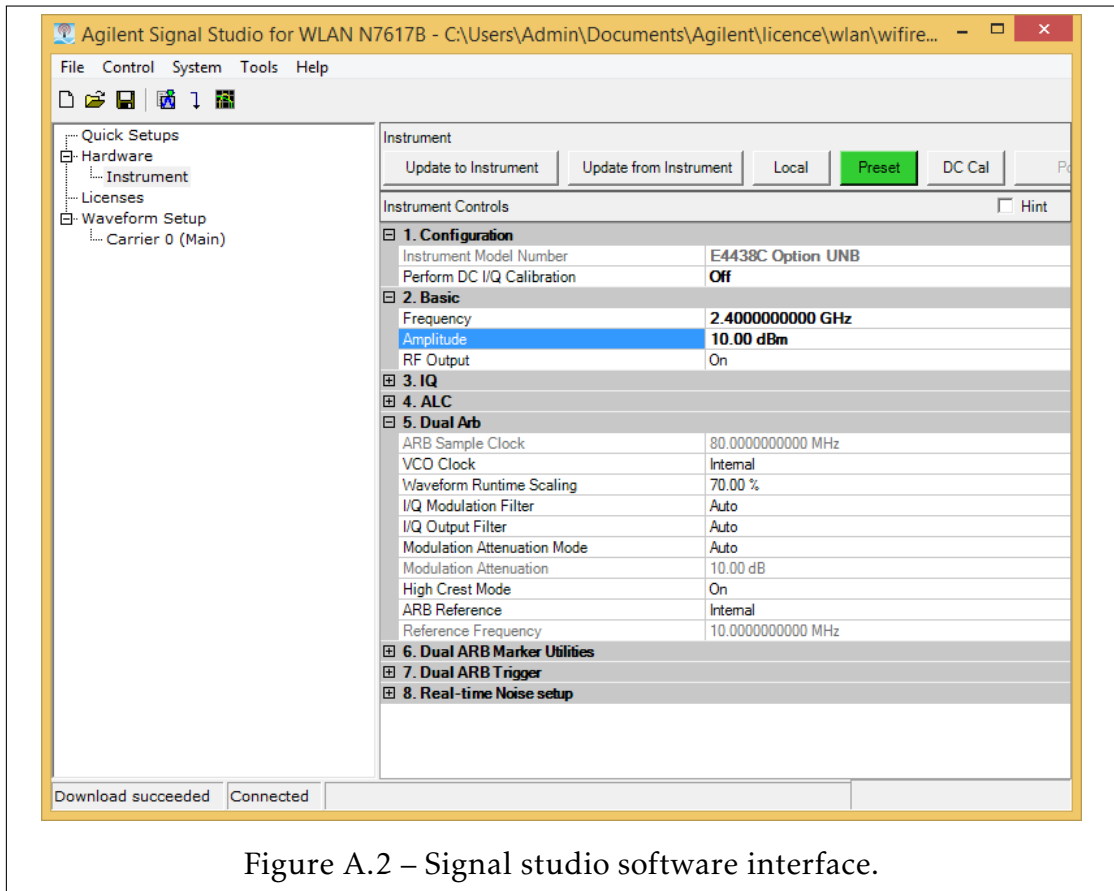 Agilent Signal Studio for WLAN N7617B - C:\Users\Admin\Documents\Agilent\licence\wlan\wifire...
File Control System Tools Help
Quick Setups
Hardware
Instrument
Licenses
Waveform Setup
Carrier 0 (Main)
Instrument
Update to Instrument Update from Instrument Local Preset DC Cal
Instrument Controls Hint
1. Configuration
Instrument Model Number E4438C Option UNB
Perform DC I/Q Calibration Off
2. Basic
Frequency 2.4000000000 GHz
Amplitude 10.00 dBm
RF Output On
3. IQ
4. ALC
5. Dual Arb
ARB Sample Clock 80.0000000000 MHz
VCO Clock Internal
Waveform Runtime Scaling 70.00 %
I/Q Modulation Filter Auto
I/Q Output Filter Auto
Modulation Attenuation Mode Auto
Modulation Attenuation 10.00 dB
High Crest Mode On
ARB Reference Internal
Reference Frequency 10.0000000000 MHz
6. Dual ARB Marker Utilities
7. Dual ARB Trigger
8. Real-time Noise setup
Download succeeded Connected
Figure A.2 – Signal studio software interface.